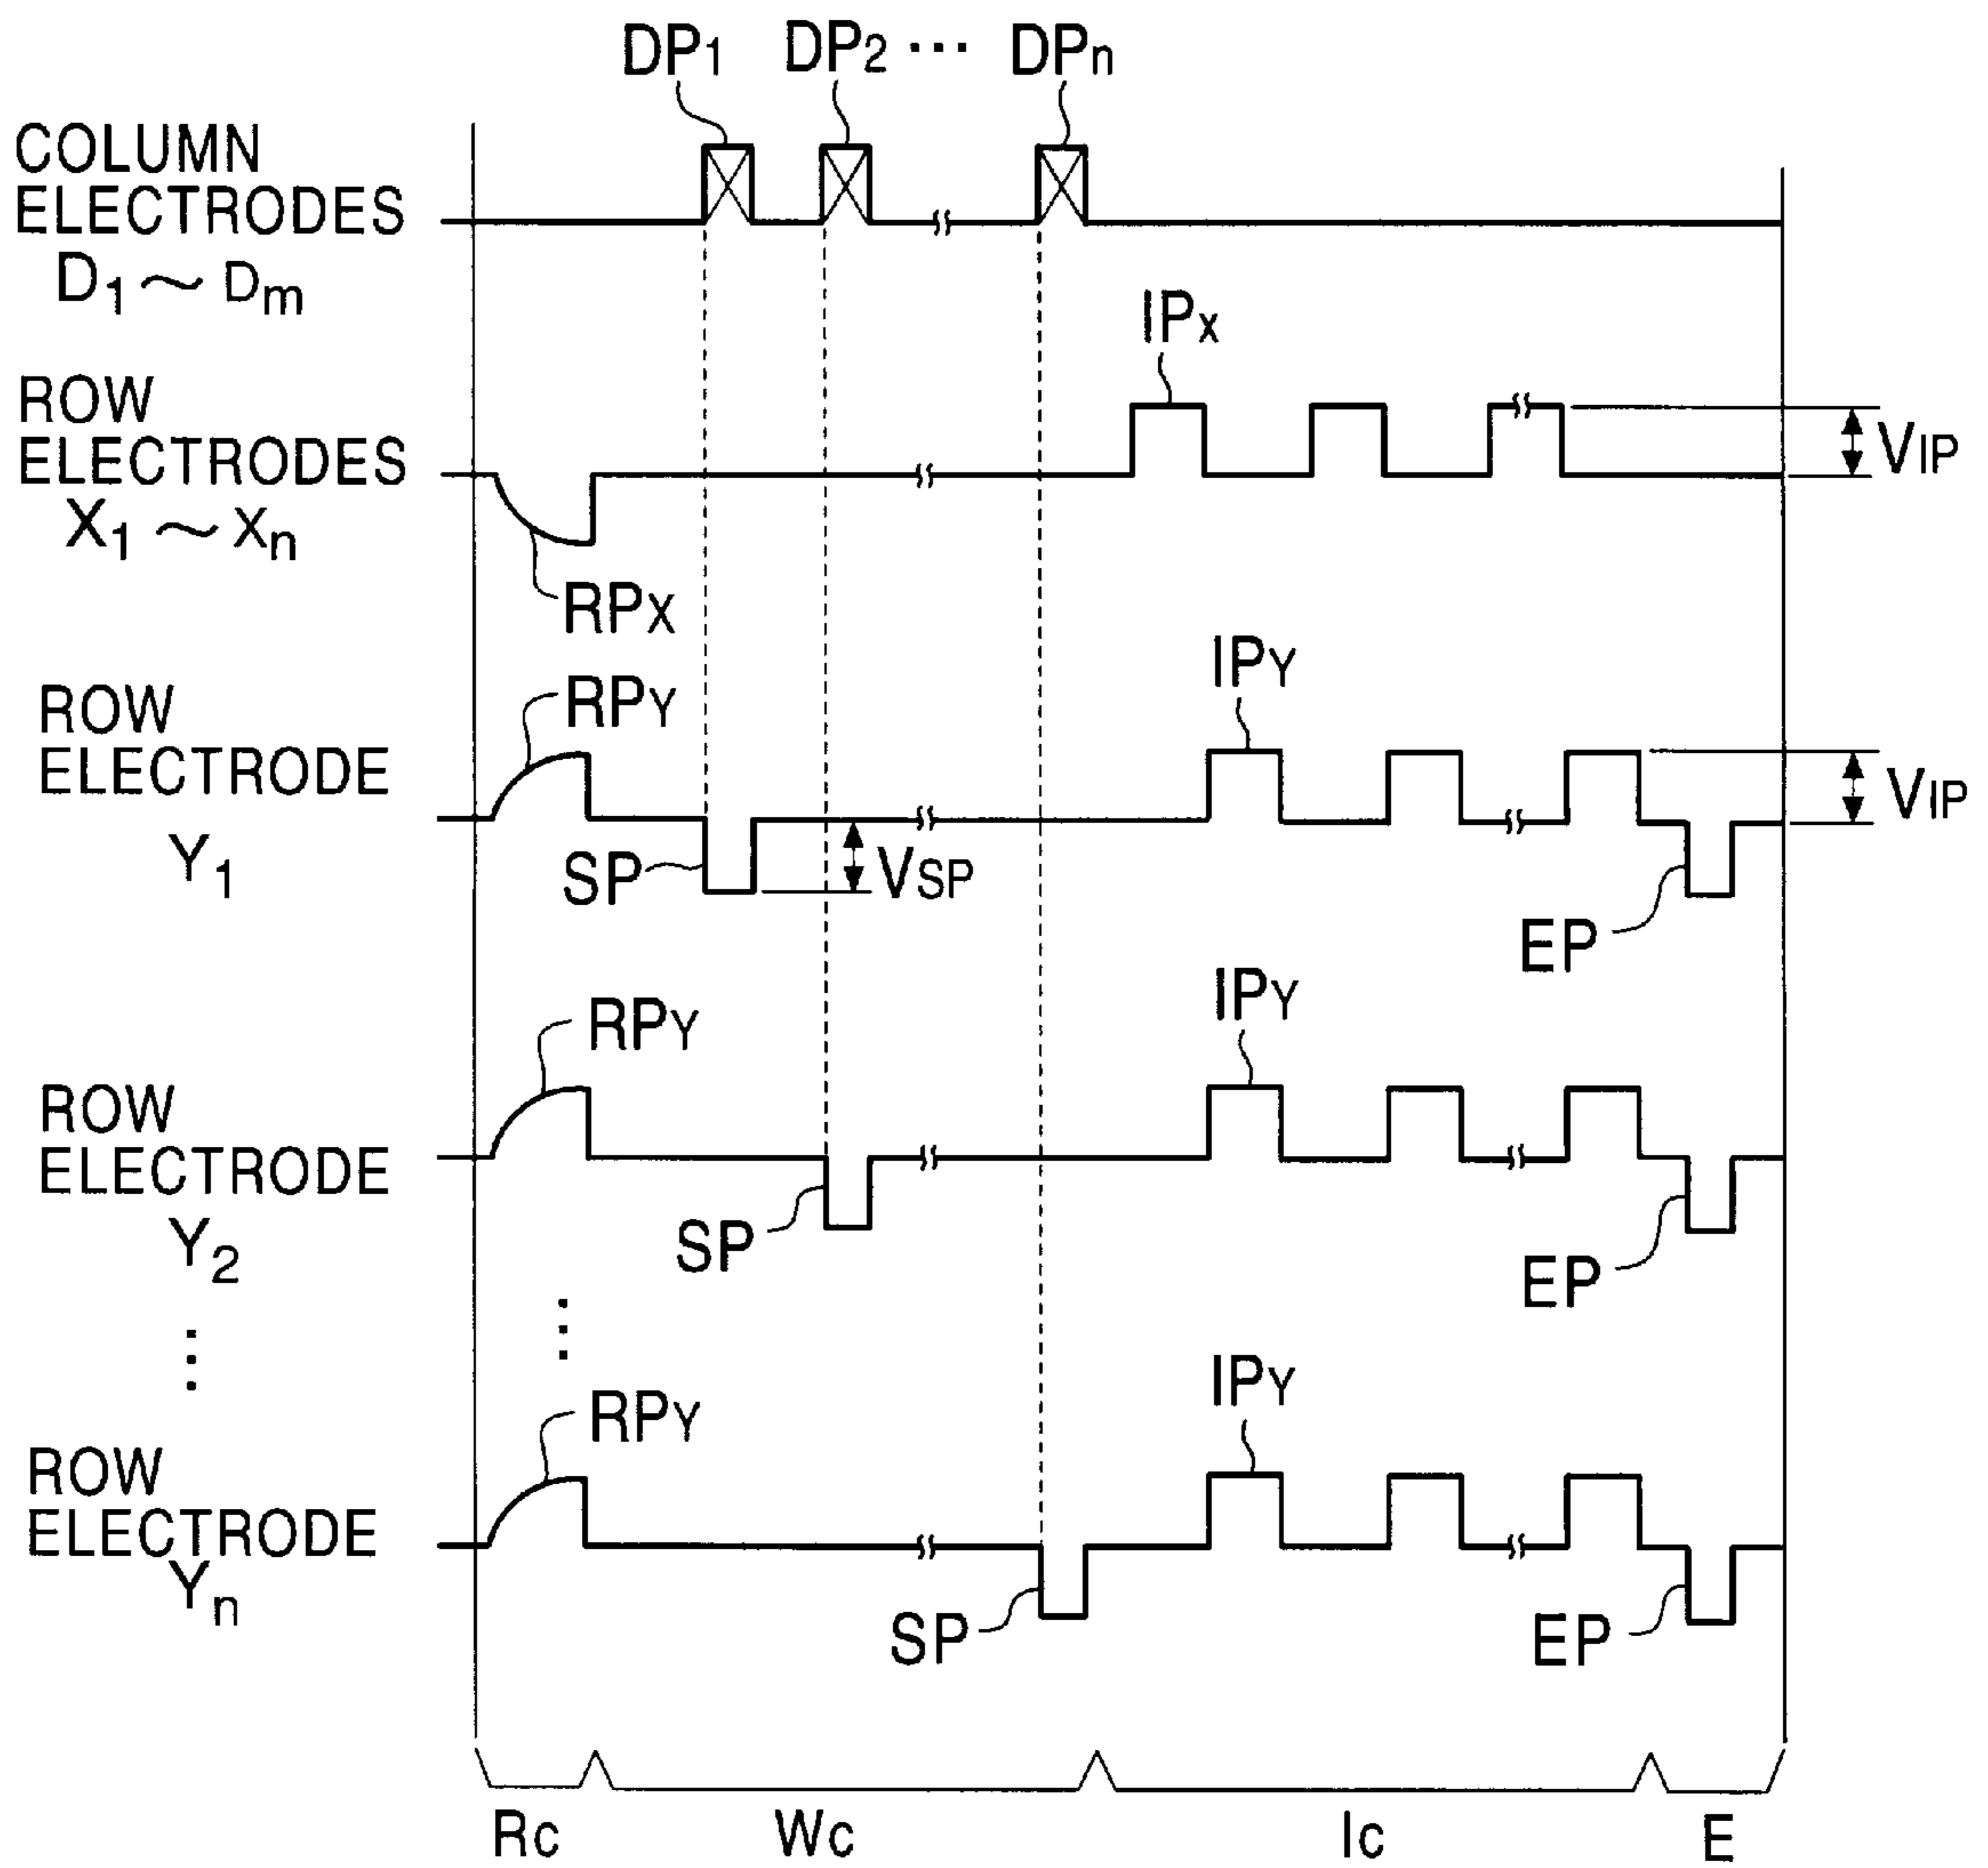 DP1 DP2 ... DPn
COLUMN
ELECTRODES
D1~Dm
IPX
ROW
ELECTRODES
X1~Xn
VIP
RPX
IPY
RPY
ROW
ELECTRODE
Y1
VIP
SP
VSP
EP
IPY
RPY
ROW
ELECTRODE
Y2
SP
EP
IPY
RPY
ROW
ELECTRODE
Yn
SP
EP
Rc Wc Ic E